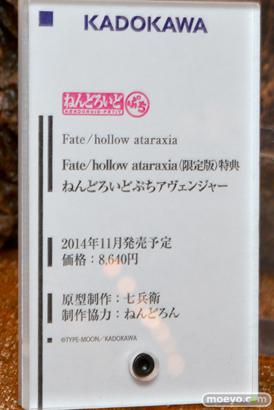 KADOKAWA
ねんどろいど ぷち
NENDOROID PETIT
Fate/hollow ataraxia
Fate/hollow ataraxia（限定版）特典
ねんどろいどぷちアヴェンジャー
2014年11月発売予定
価格：8,640円
原型制作：七兵衛
制作協力：ねんどろん
©TYPE-MOON／KADOKAWA
moeyo.com